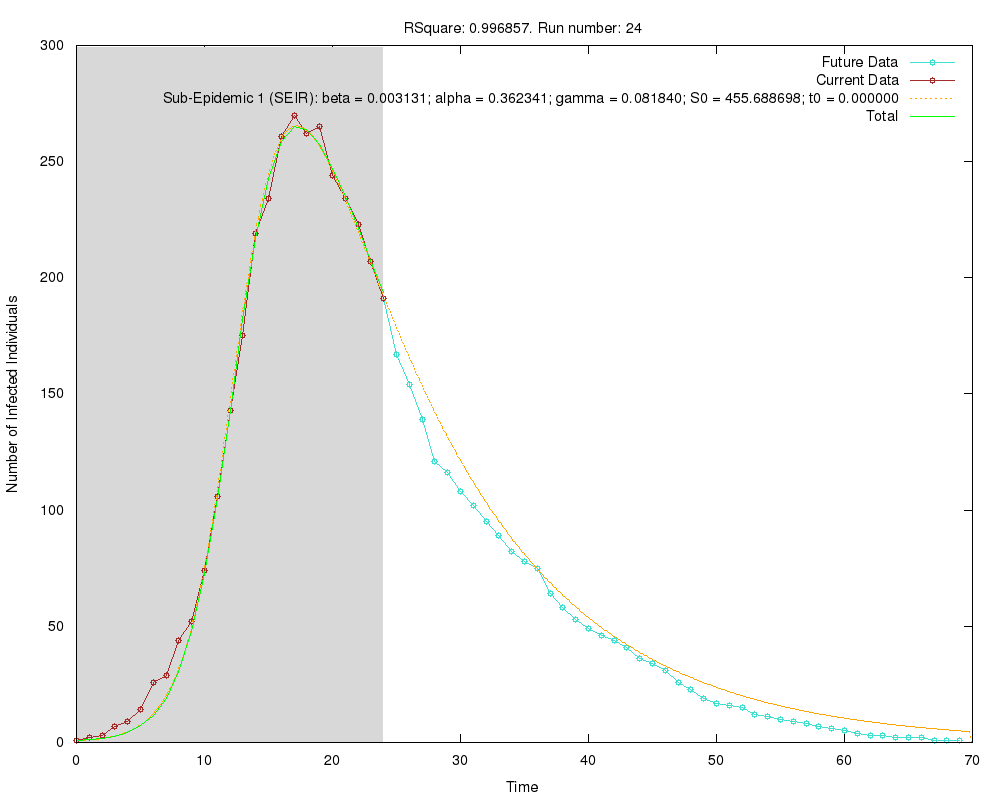 RSquare: 0.996857. Run number: 24
300
250
200
150
100
50
0
Number of Infected Individuals
Future Data
Current Data
Sub-Epidemic 1 (SEIR): beta = 0.003131; alpha = 0.362341; gamma = 0.081840; S0 = 455.688698; t0 = 0.000000
Total
0 10 20 30 40 50 60 70
Time